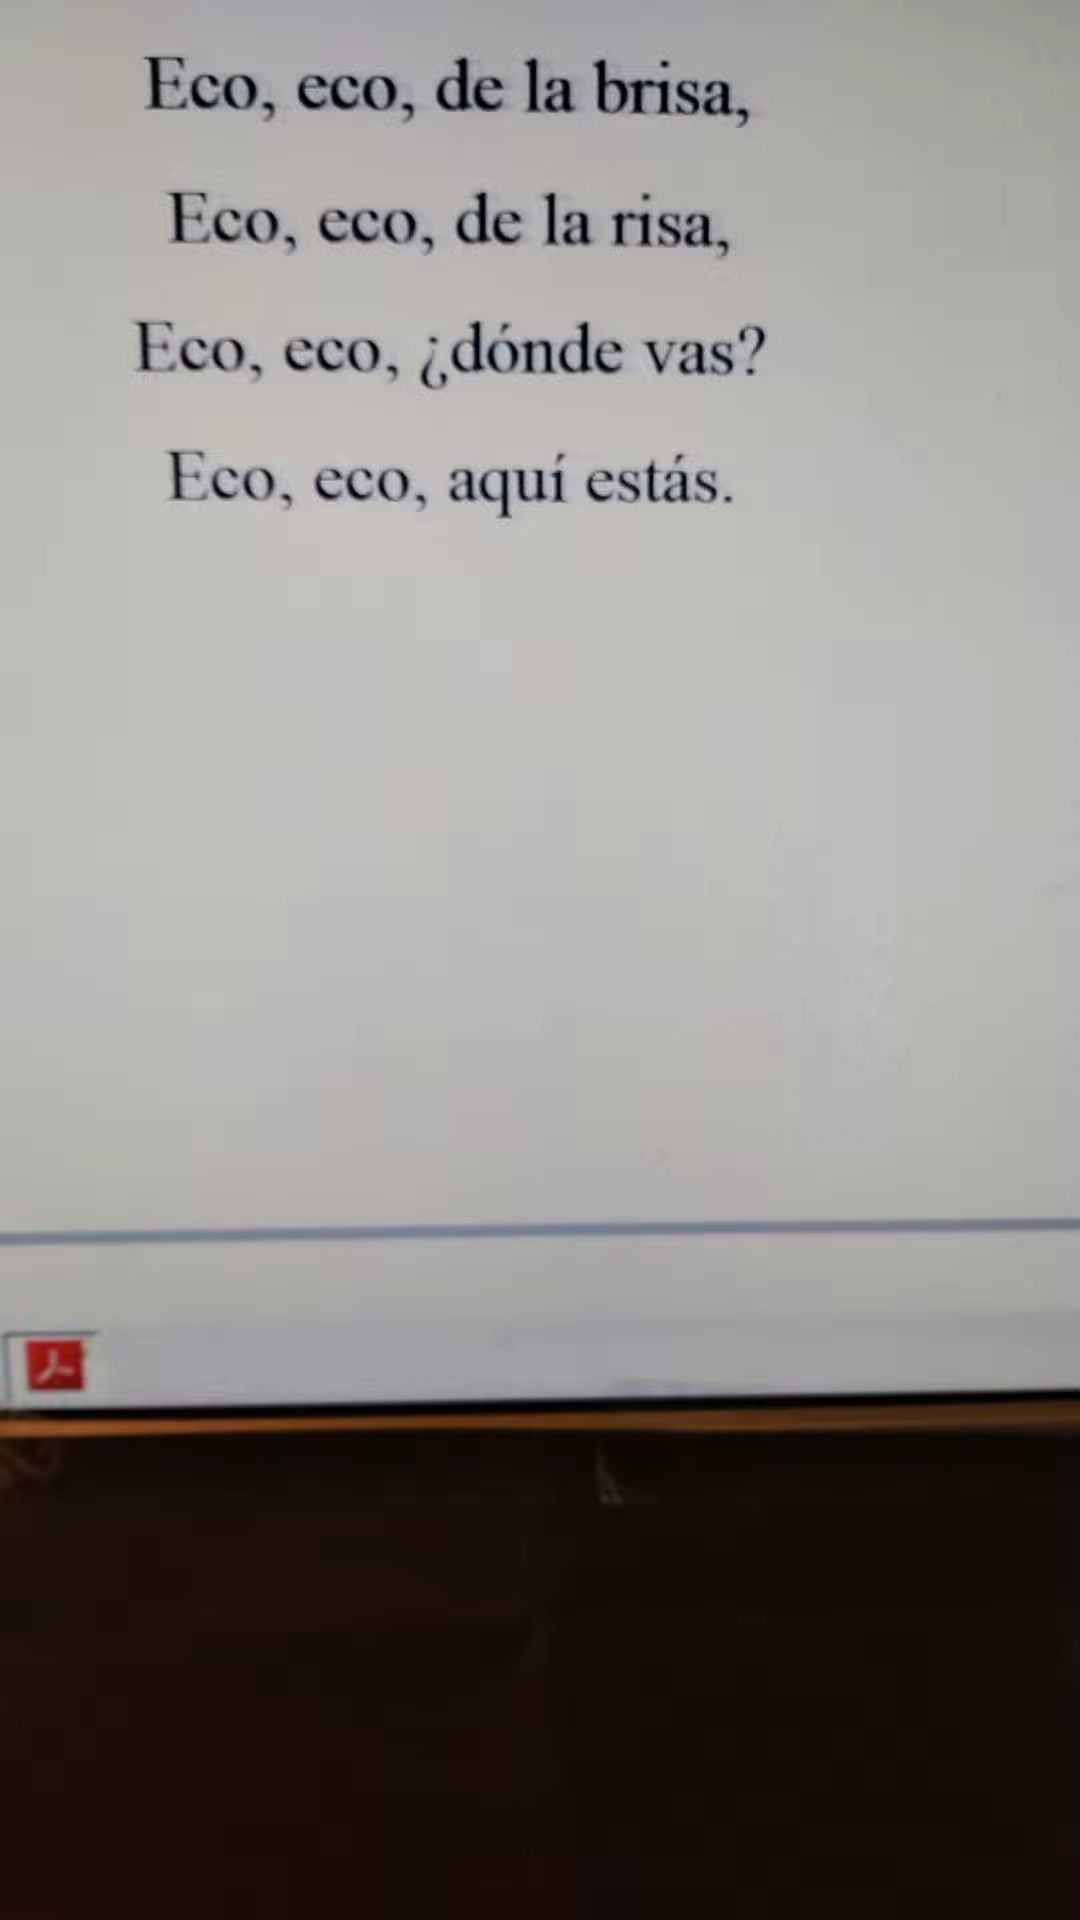 Eco, eco, de la brisa,
Eco, eco, de la risa,
Eco, eco, ¿dónde vas?
Eco, eco, aquí estás.